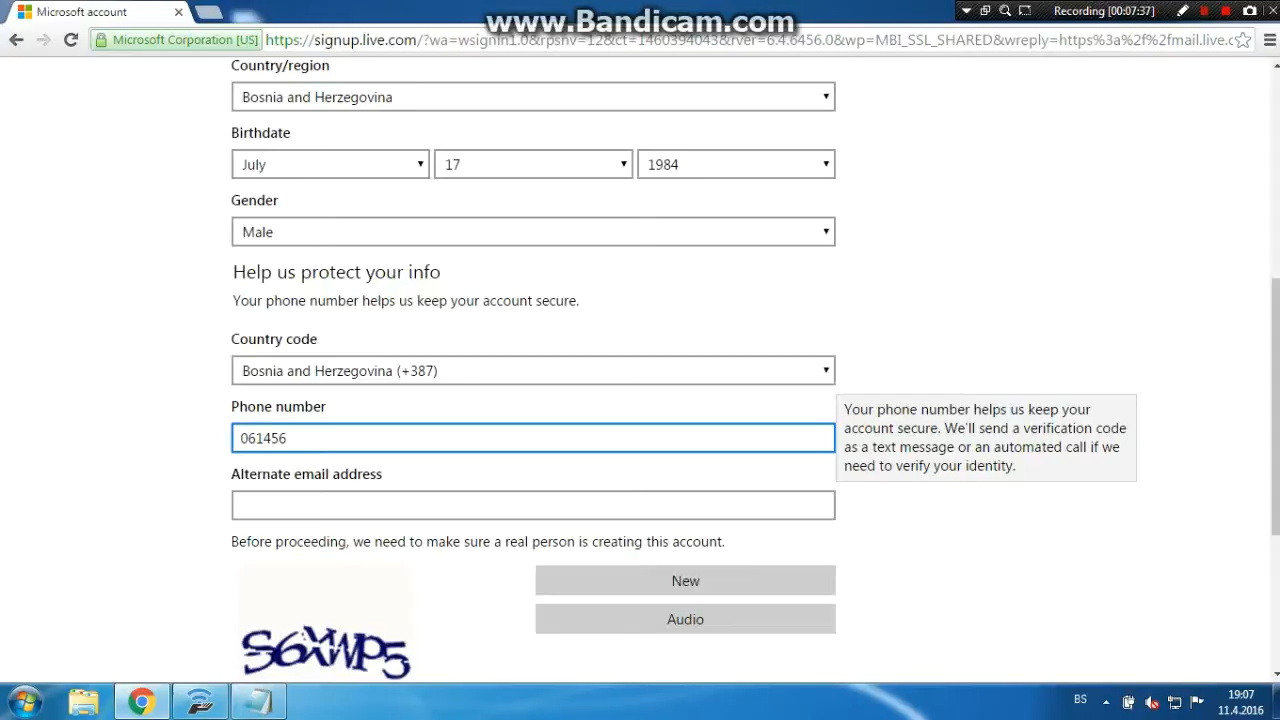 www.Bandicam.com
Recording [00:07:37]
Microsoft account
Microsoft Corporation [US]
https://signup.live.com/?wa=wsignin1.0&rpsnv=12&ct=1460394043&rver=6.4.6456.0&wp=MBI_SSL_SHARED&wreply=https%3a%2f%2fmail.live.c
Country/region
Bosnia and Herzegovina
Birthdate
July 17 1984
Gender
Male
Help us protect your info
Your phone number helps us keep your account secure.
Country code
Bosnia and Herzegovina (+387)
Phone number
061456
Your phone number helps us keep your
account secure. We'll send a verification code
as a text message or an automated call if we
need to verify your identity.
Alternate email address
Before proceeding, we need to make sure a real person is creating this account.
New
Audio
S6XWP5
BS
19:07
11.4.2016